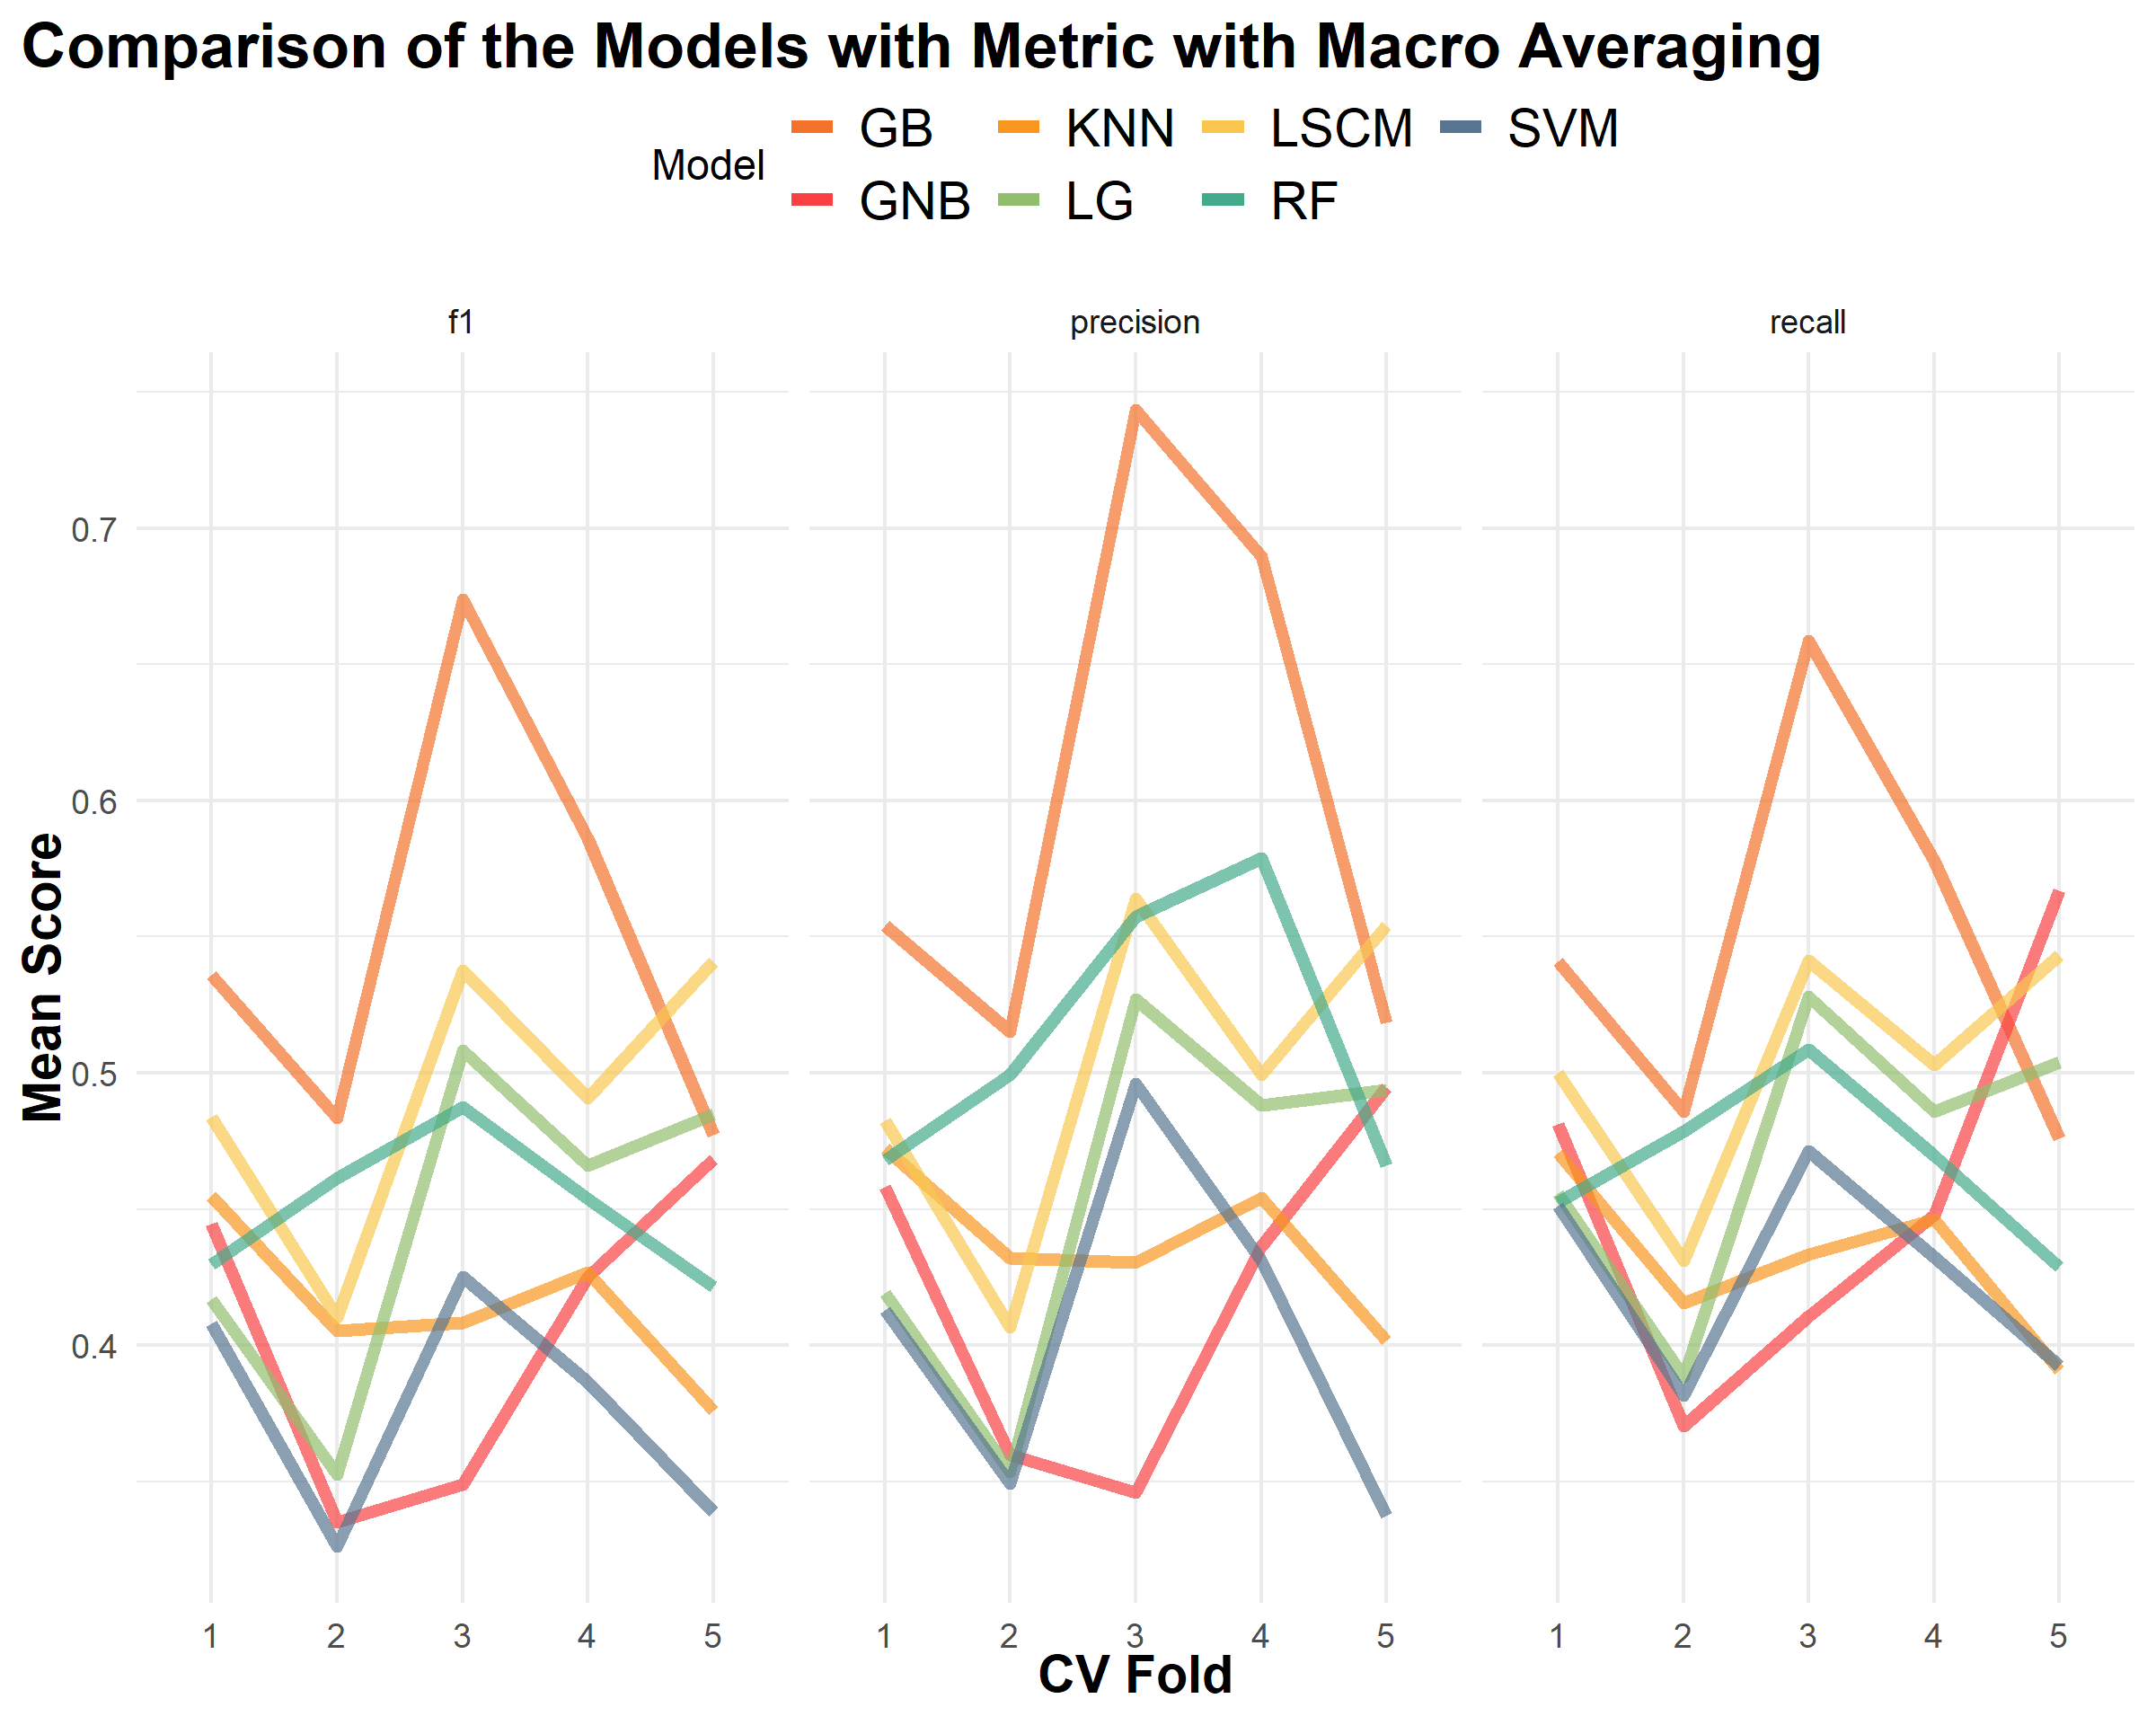 Comparison of the Models with Metric with Macro Averaging
Model
GB KNN LSCM SVM
GNB LG RF
f1 precision recall
0.7
0.6
0.5
0.4
Mean Score
1 2 3 4 5 1 2 3 4 5 1 2 3 4 5
CV Fold